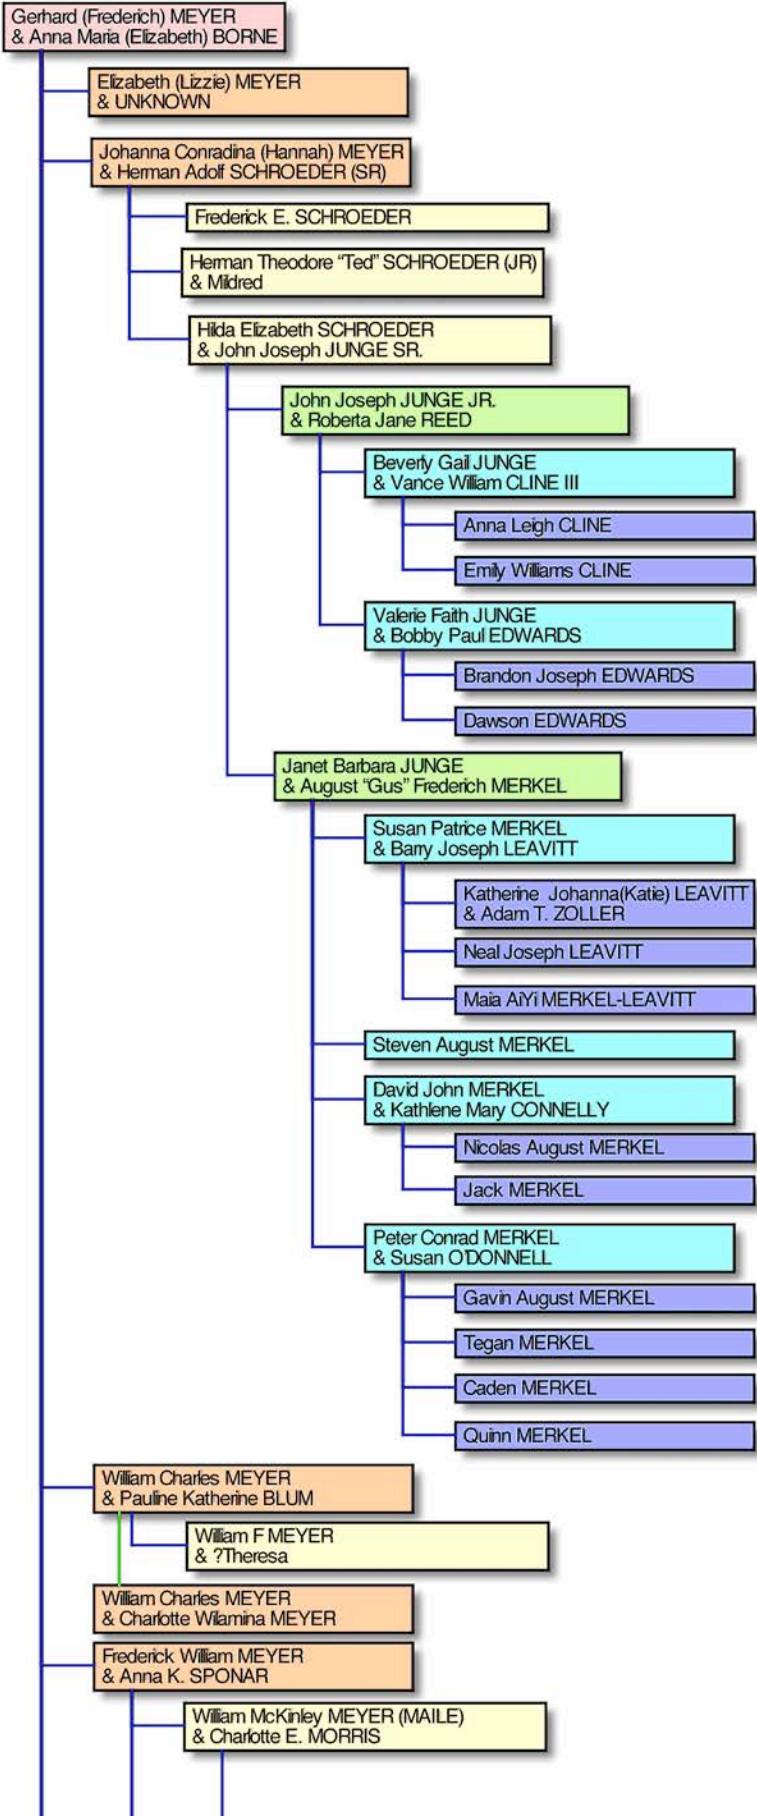 Gerhard (Frederich) MEYER
& Anna Maria (Elizabeth) BORNE
Elizabeth (Lizzie) MEYER
& UNKNOWN
Johanna Conradina (Hannah) MEYER
& Herman Adolf SCHROEDER (SR)
Frederick E. SCHROEDER
Herman Theodore “Ted” SCHROEDER (JR)
& Mildred
Hilda Elizabeth SCHROEDER
& John Joseph JUNGE SR.
John Joseph JUNGE JR.
& Roberta Jane REED
Beverly Gail JUNGE
& Vance William CLINE III
Anna Leigh CLINE
Emily Williams CLINE
Valerie Faith JUNGE
& Bobby Paul EDWARDS
Brandon Joseph EDWARDS
Dawson EDWARDS
Janet Barbara JUNGE
& August “Gus” Frederich MERKEL
Susan Patrice MERKEL
& Barry Joseph LEAVITT
Katherine Johanna(Katie) LEAVITT
& Adam T. ZOLLER
Neal Joseph LEAVITT
Maia AiYi MERKEL-LEAVITT
Steven August MERKEL
David John MERKEL
& Kathlene Mary CONNELLY
Nicolas August MERKEL
Jack MERKEL
Peter Conrad MERKEL
& Susan O'DONNELL
Gavin August MERKEL
Tegan MERKEL
Caden MERKEL
Quinn MERKEL
William Charles MEYER
& Pauline Katherine BLUM
William F MEYER
& ?Theresa
William Charles MEYER
& Charlotte Wilamina MEYER
Frederick William MEYER
& Anna K. SPONAR
William McKinley MEYER (MAILE)
& Charlotte E. MORRIS